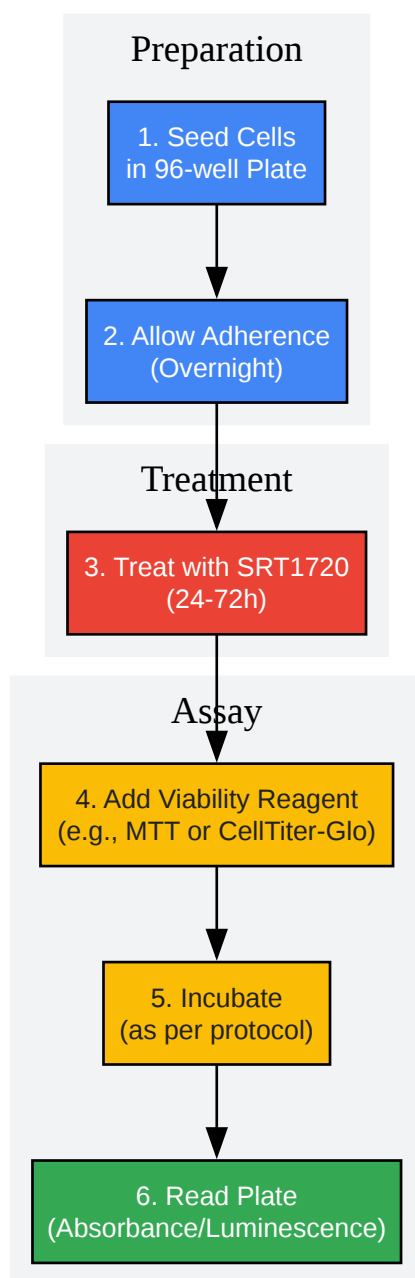 Preparation
1. Seed Cells
in 96-well Plate
2. Allow Adherence
(Overnight)
Treatment
3. Treat with SRT1720
(24-72h)
Assay
4. Add Viability Reagent
(e.g., MTT or CellTiter-Glo)
5. Incubate
(as per protocol)
6. Read Plate
(Absorbance/Luminescence)